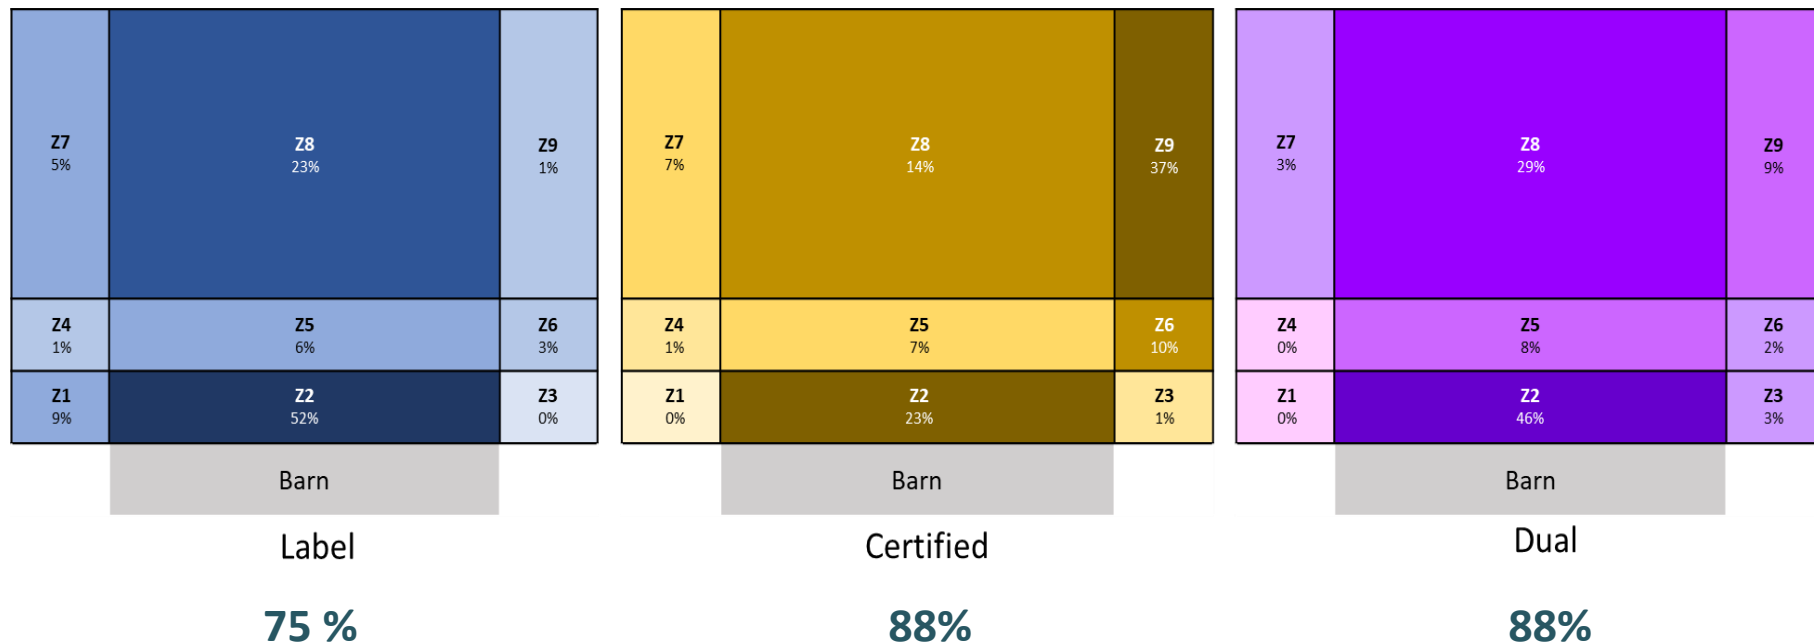 Z7
5%
Z8
23%
Z9
1%
Z4
1%
Z5
6%
Z6
3%
Z1
9%
Z2
52%
Z3
0%
Barn
Label
75 %
Z7
7%
Z8
14%
Z9
37%
Z4
1%
Z5
7%
Z6
10%
Z1
0%
Z2
23%
Z3
1%
Barn
Certified
88%
Z7
3%
Z8
29%
Z9
9%
Z4
0%
Z5
8%
Z6
2%
Z1
0%
Z2
46%
Z3
3%
Barn
Dual
88%